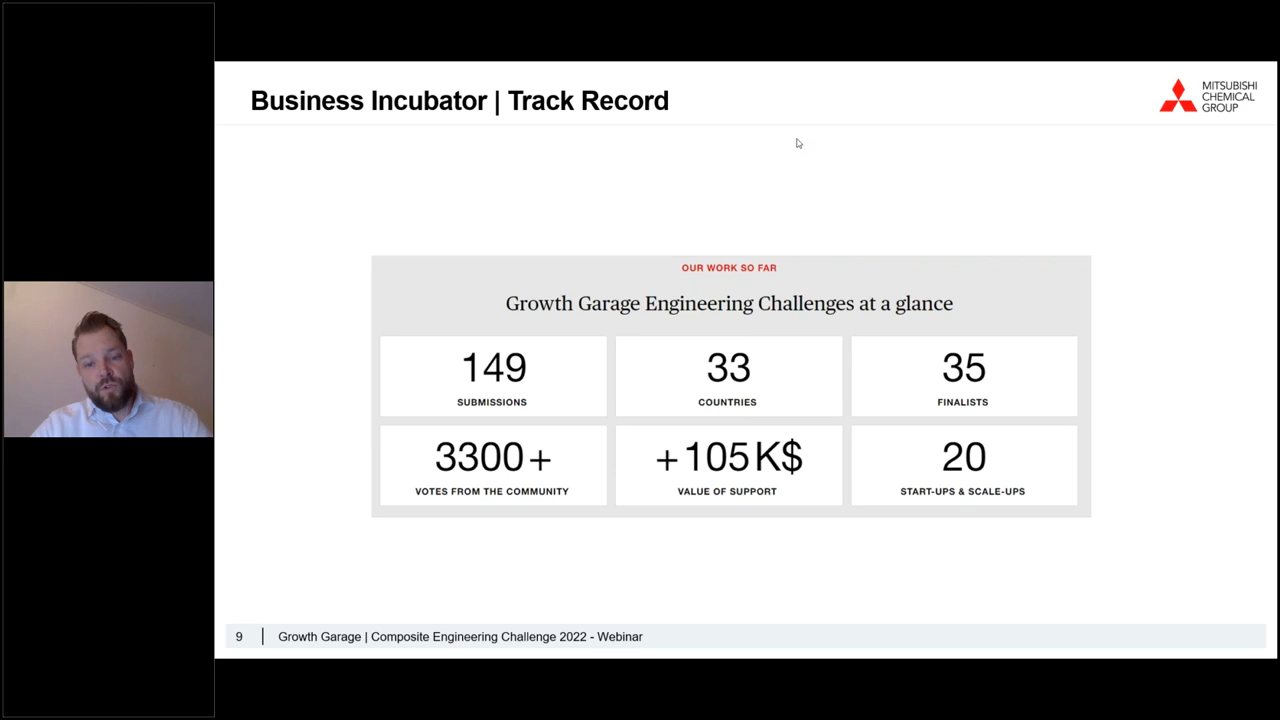 Business Incubator | Track Record
MITSUBISHI
CHEMICAL
GROUP
OUR WORK SO FAR
Growth Garage Engineering Challenges at a glance
149
SUBMISSIONS
33
COUNTRIES
35
FINALISTS
3300+
VOTES FROM THE COMMUNITY
+105K$
VALUE OF SUPPORT
20
START-UPS & SCALE-UPS
9
Growth Garage | Composite Engineering Challenge 2022 - Webinar